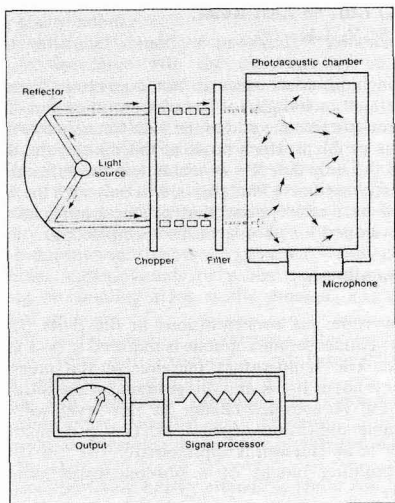 Photoacoustic chamber
Reflector
Light
source
Chopper
Filter
Microphone
Output
Signal processor